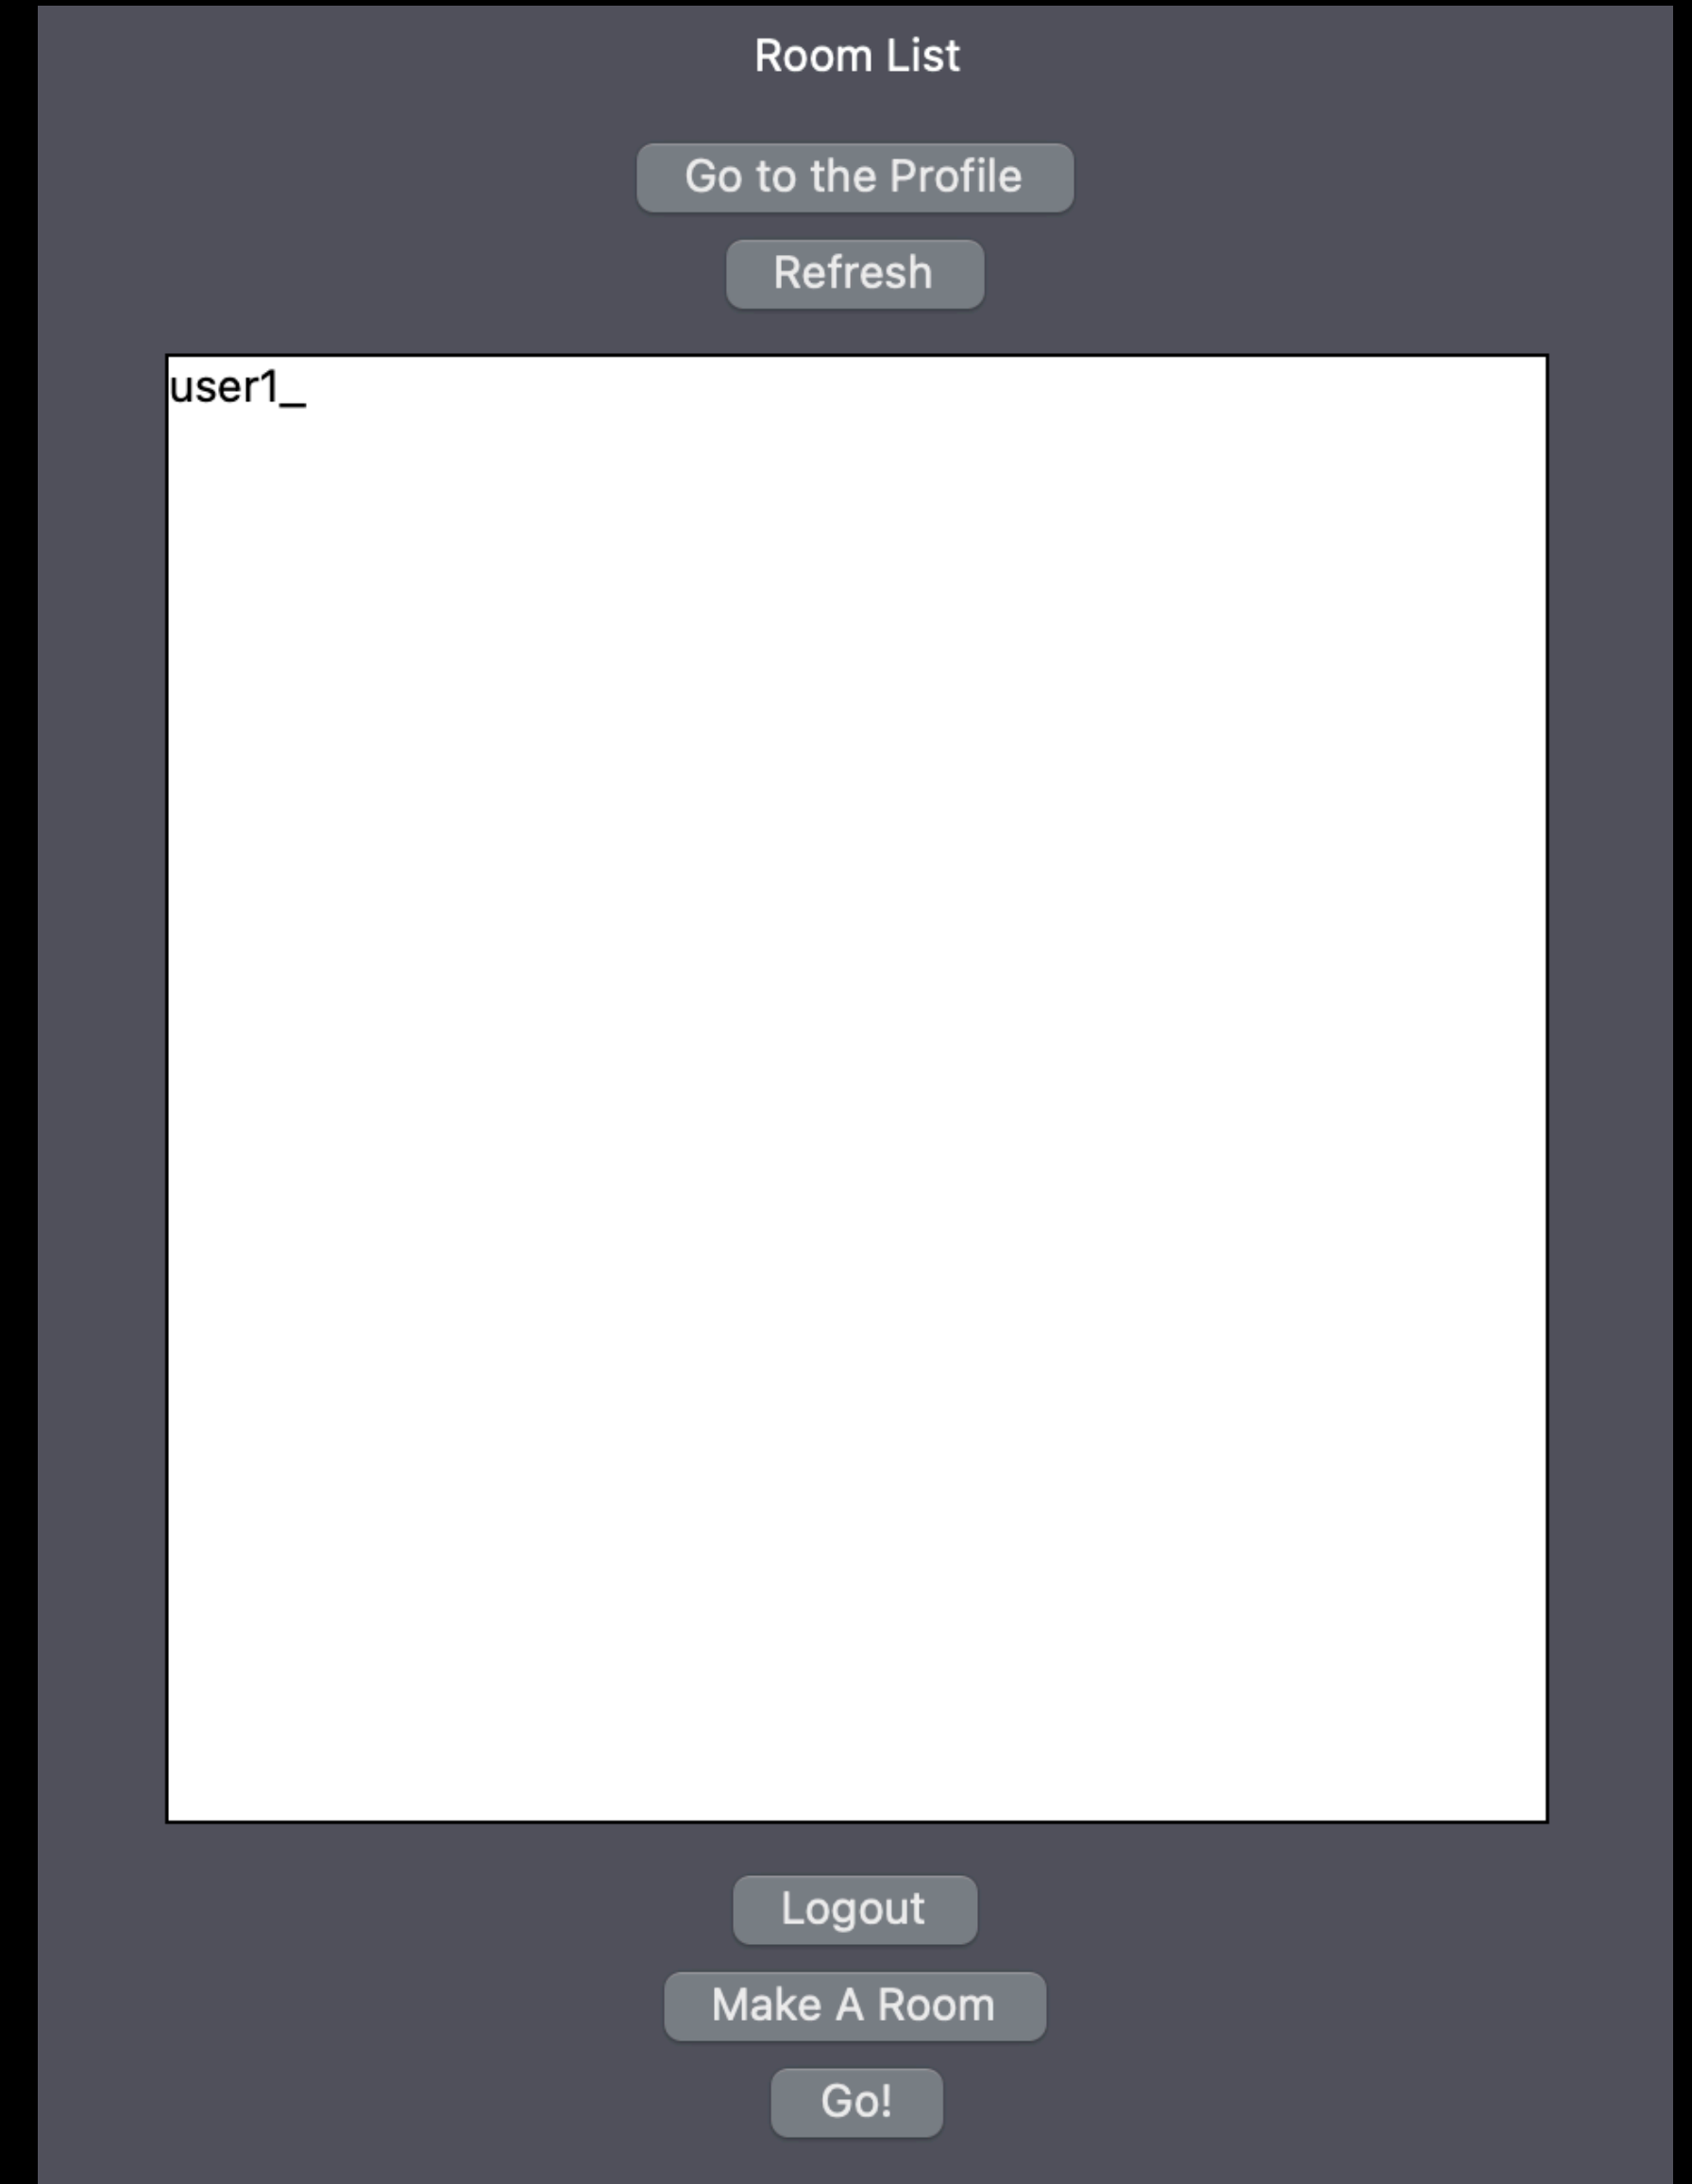 Room List
Go to the Profile
Refresh
user1_
Logout
Make A Room
Go!